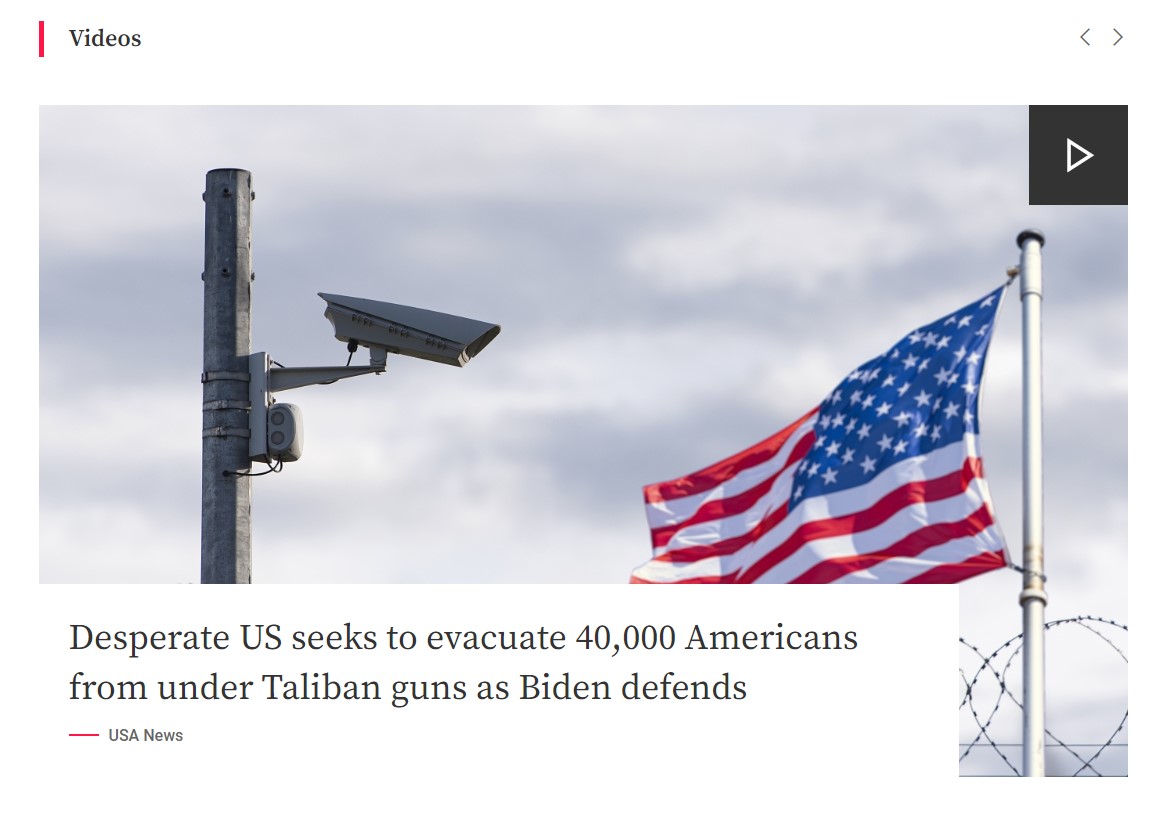 Videos
Desperate US seeks to evacuate 40,000 Americans
from under Taliban guns as Biden defends
USA News